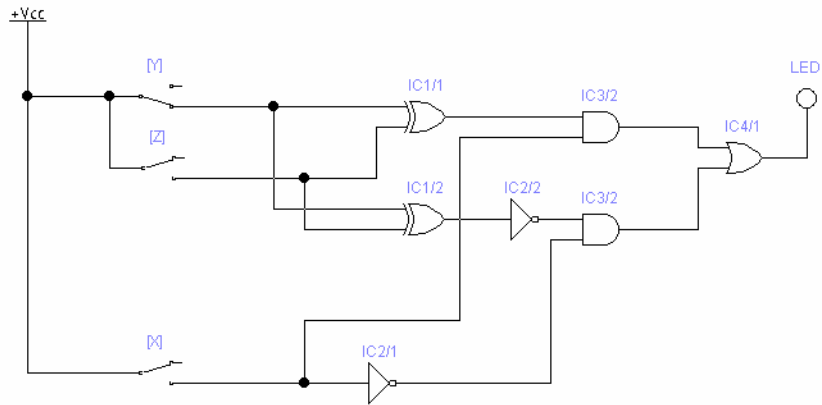 +Vcc
[Y]
IC1/1
IC3/2
LED
IC4/1
[Z]
IC1/2
IC2/2
IC3/2
[X]
IC2/1